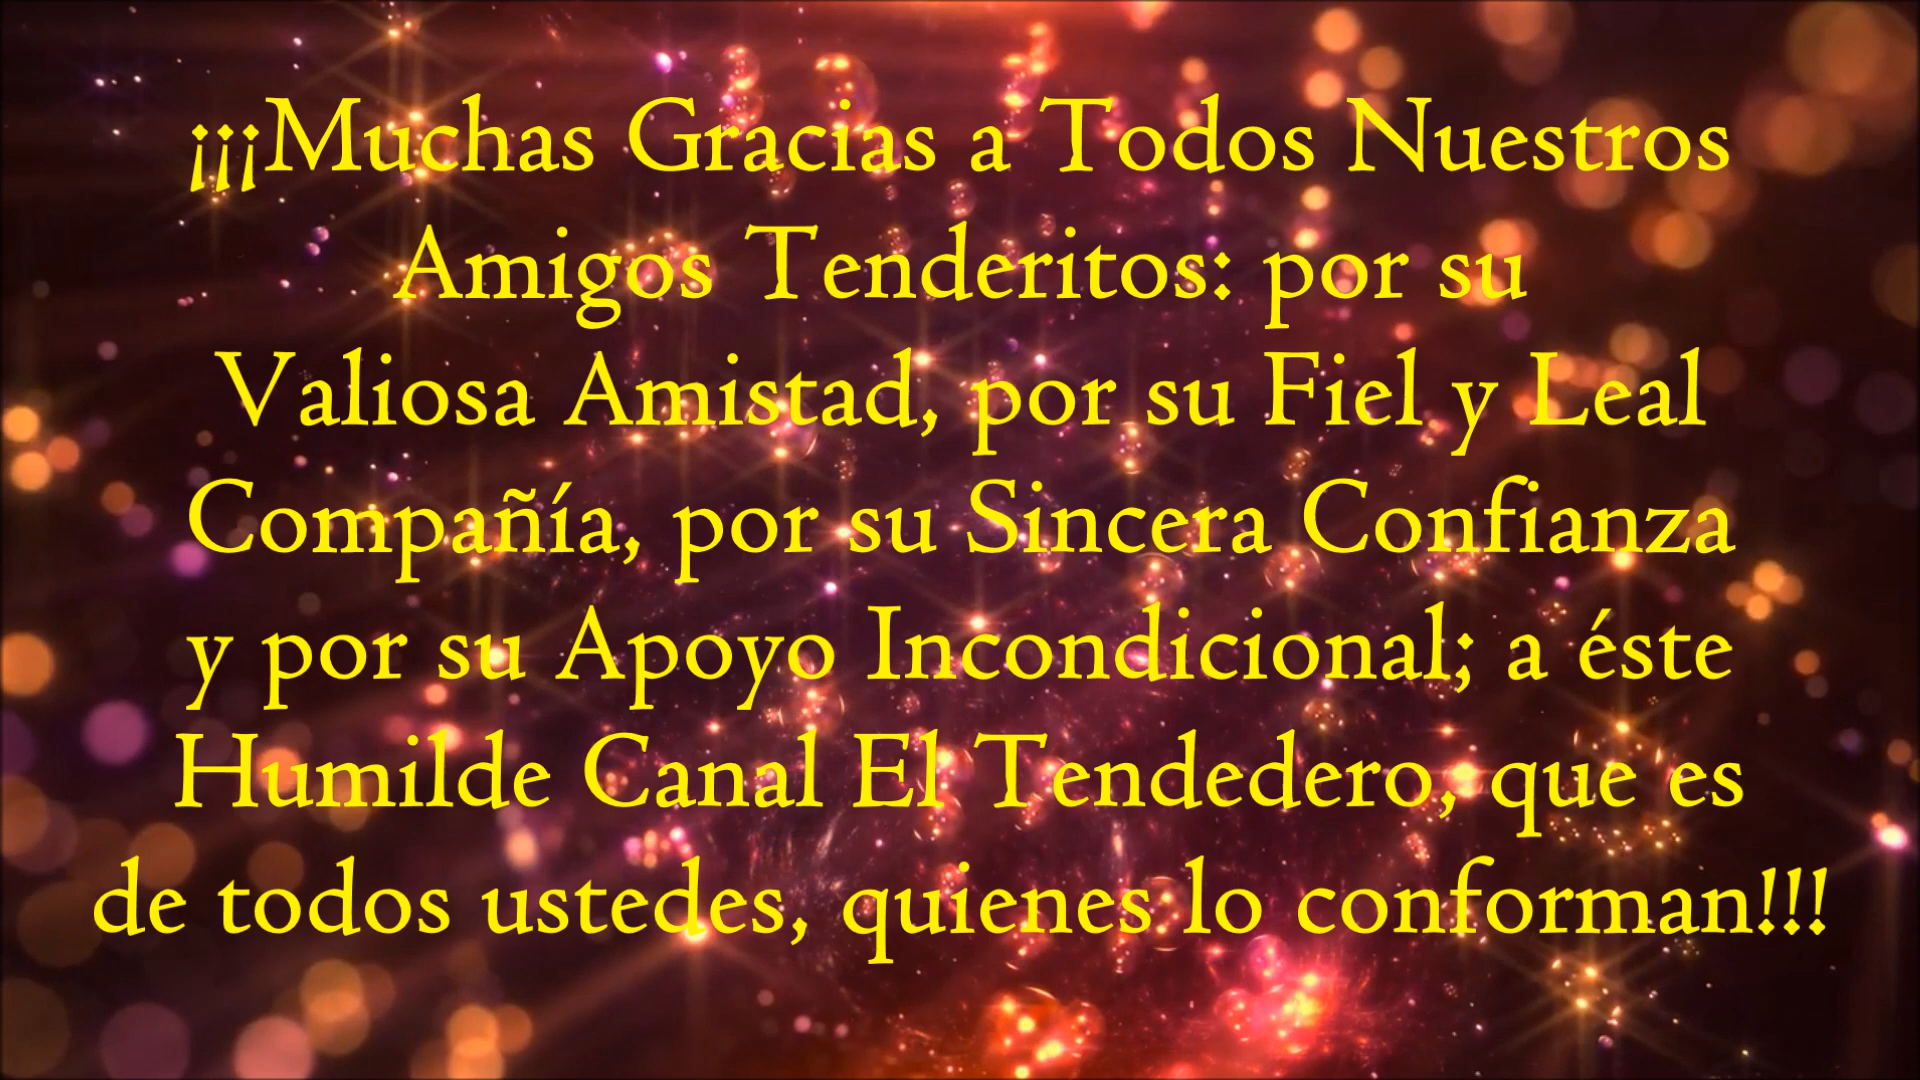 ¡¡¡Muchas Gracias a Todos Nuestros
Amigos Tenderitos: por su
Valiosa Amistad, por su Fiel y Leal
Compañía, por su Sincera Confianza
y por su Apoyo Incondicional; a éste
Humilde Canal El Tendedero, que es
de todos ustedes, quienes lo conforman!!!